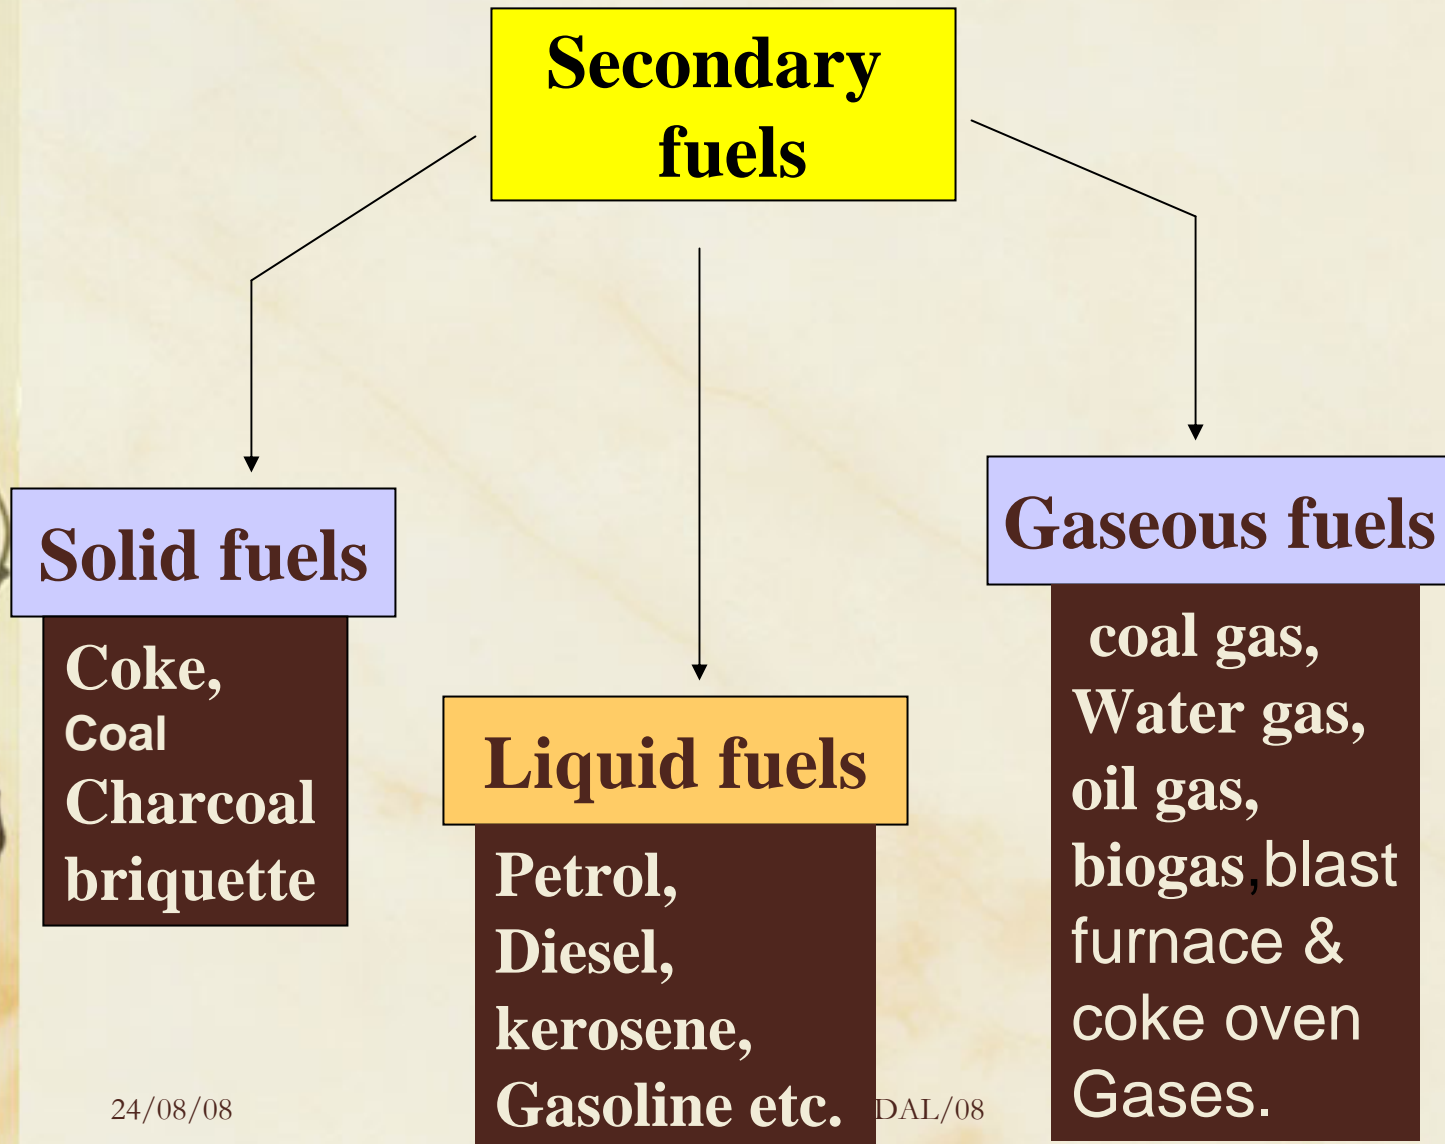 Secondary
fuels
Solid fuels
Coke,
Coal
Charcoal
briquette
Liquid fuels
Petrol,
Diesel,
kerosene,
Gasoline etc.
Gaseous fuels
coal gas,
Water gas,
oil gas,
biogas,blast
furnace &
coke oven
Gases.
24/08/08
DAL/08